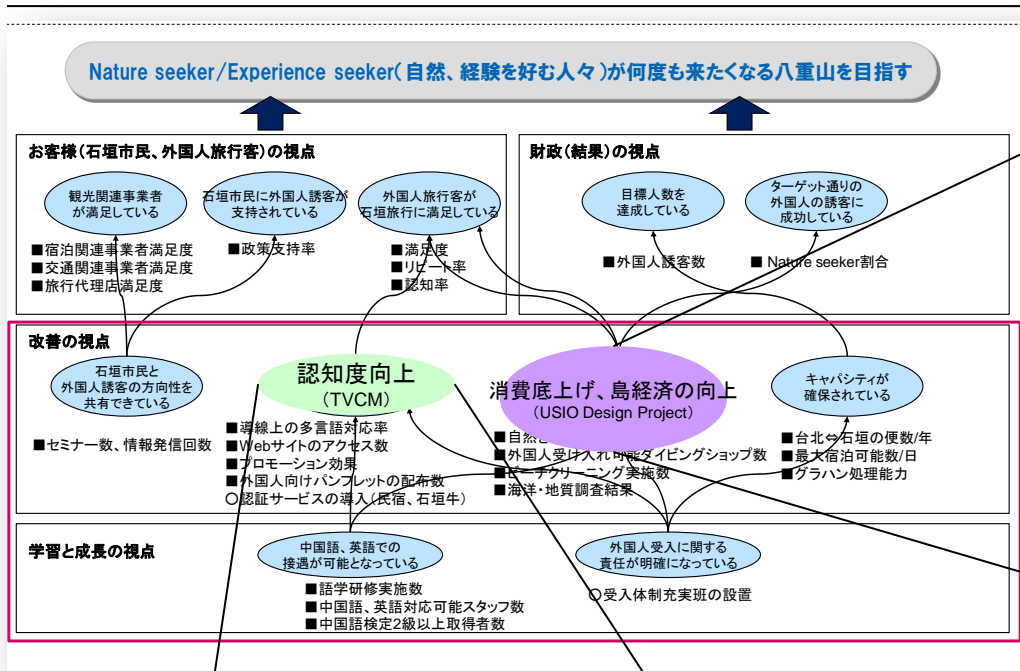 Nature seeker/Experience seeker(自然、経験を好む人々)が何度も来たくなる八重山を目指す
お客様(石垣市民、外国人旅行客)の視点
観光関連事業者
が満足している
石垣市民に外国人誘客が
支持されている
外国人旅行客が
石垣旅行に満足している
■宿泊関連事業者満足度
■交通関連事業者満足度
■旅行代理店満足度
■政策支持率
■満足度
■リピート率
■認知率
財政(結果)の視点
目標人数を
達成している
ターゲット通りの
外国人の誘客に
成功している
■外国人誘客数
■ Nature seeker割合
改善の視点
石垣市民と
外国人誘客の方向性を
共有できている
■セミナー数、情報発信回数
認知度向上
(TVCM)
■導線上の多言語対応率
■Webサイトのアクセス数
■プロモーション効果
■外国人向けパンフレットの配布数
○認証サービスの導入(民宿、石垣牛)
消費底上げ、島経済の向上
(USIO Design Project)
■自然
■外国人受け入れ可能ダイビングショップ数
■ビーチクリーニング実施数
■海洋・地質調査結果
キャパシティが
確保されている
■台北⇔石垣の便数/年
■最大宿泊可能数/日
■グラハン処理能力
学習と成長の視点
中国語、英語での
接遇が可能となっている
■語学研修実施数
■中国語、英語対応可能スタッフ数
■中国語検定2級以上取得者数
外国人受入に関する
責任が明確になっている
○受入体制充実班の設置